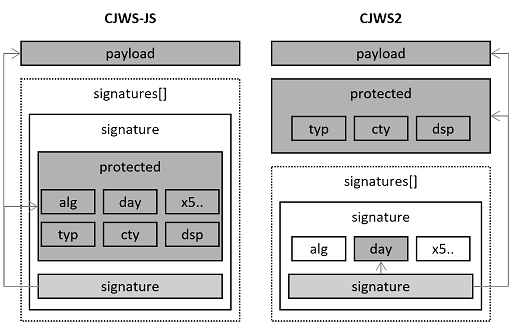 CJWS-JS
payload
signatures[]
signature
protected
alg day x5..
typ cty dsp
signature
CJWS2
payload
protected
typ cty dsp
signatures[]
signature
alg day x5..
signature